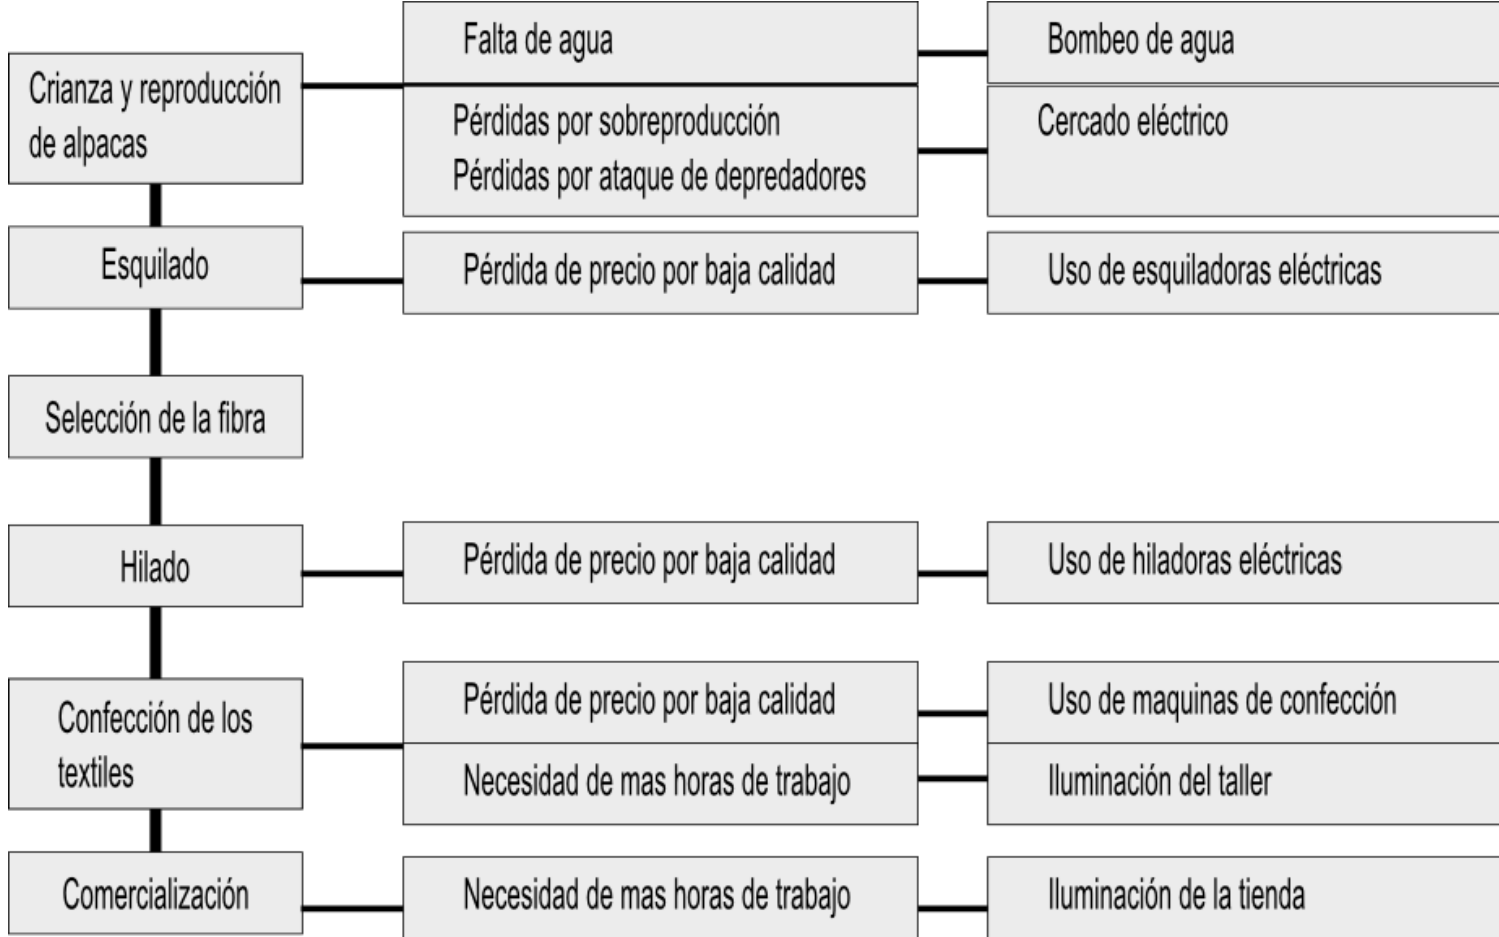 Crianza y reproducción
de alpacas
Falta de agua
Bombeo de agua
Pérdidas por sobreproducción
Pérdidas por ataque de depredadores
Cercado eléctrico
Esquilado
Pérdida de precio por baja calidad
Uso de esquiladoras eléctricas
Selección de la fibra
Hilado
Pérdida de precio por baja calidad
Uso de hiladoras eléctricas
Confección de los
textiles
Pérdida de precio por baja calidad
Uso de maquinas de confección
Necesidad de mas horas de trabajo
Iluminación del taller
Comercialización
Necesidad de mas horas de trabajo
Iluminación de la tienda